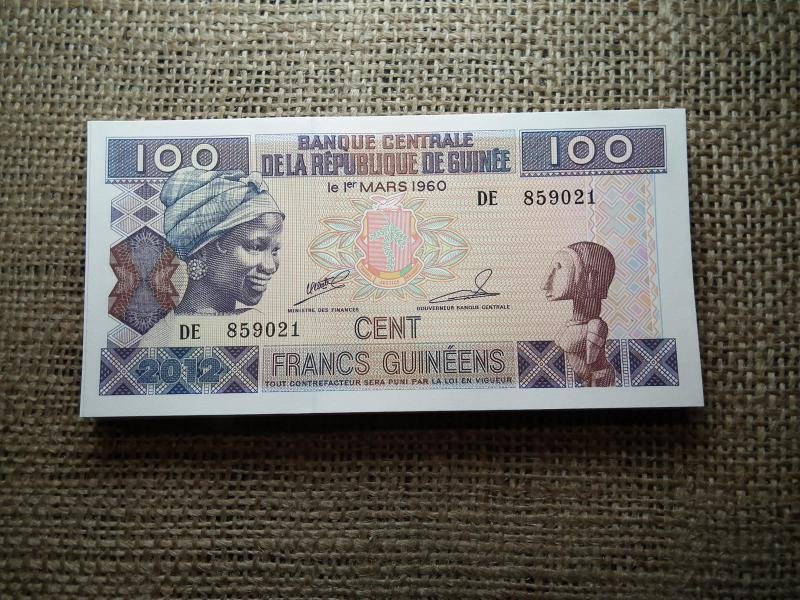 100
BANQUE CENTRALE
DE LA RÉPUBLIQUE DE GUINÉE
le 1er MARS 1960
100
DE 859021
JUSTICE
MINISTRE DES FINANCES
GOUVERNEUR BANQUE CENTRALE
DE 859021
CENT
FRANCS GUINÉENS
2012
TOUT CONTREFACTEUR SERA PUNI PAR LA LOI EN VIGUEUR